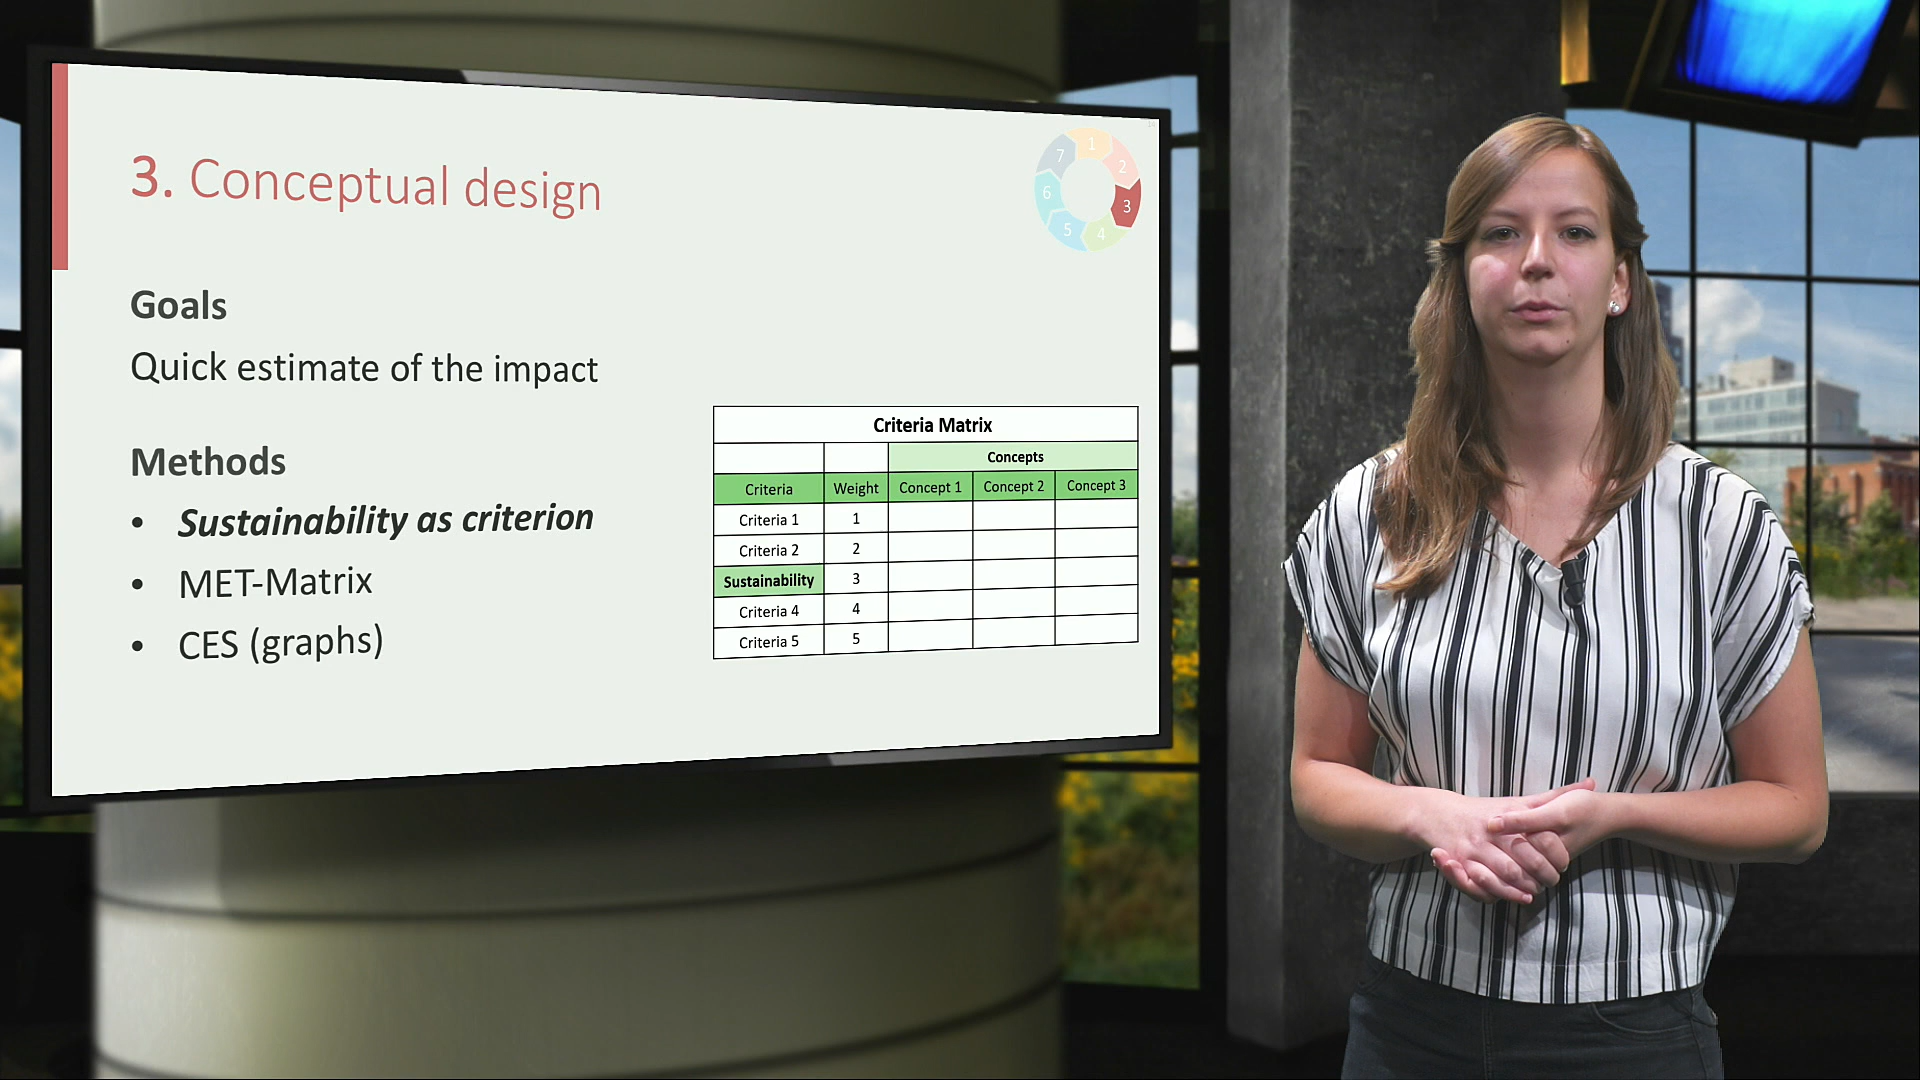 3. Conceptual design
1
2
3
4
5
6
7
Goals
Quick estimate of the impact
Methods
• Sustainability as criterion
• MET-Matrix
• CES (graphs)
Criteria Matrix
Concepts
Criteria Weight Concept 1 Concept 2 Concept 3
Criteria 1 1
Criteria 2 2
Sustainability 3
Criteria 4 4
Criteria 5 5